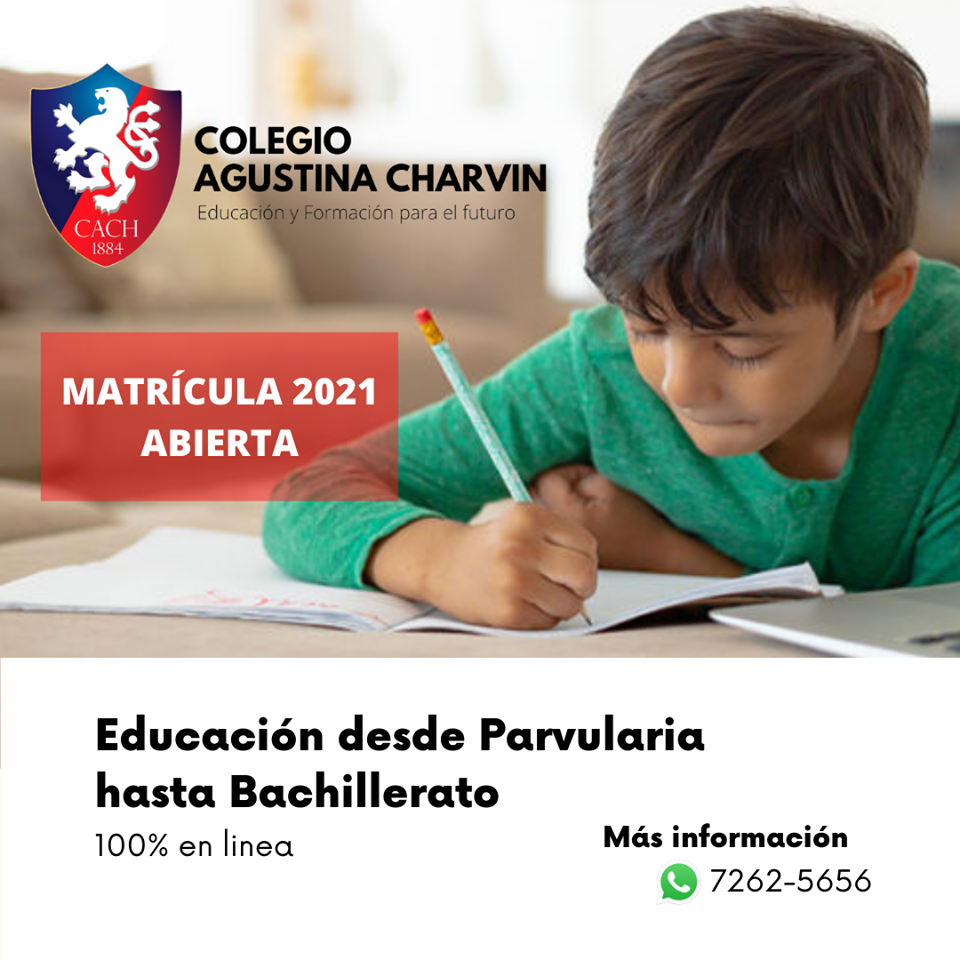 COLEGIO
AGUSTINA CHARVIN
Educación y Formación para el futuro
CACH
1884
MATRÍCULA 2021
ABIERTA
Educación desde Parvularia
hasta Bachillerato
100% en linea
Más información
7262-5656